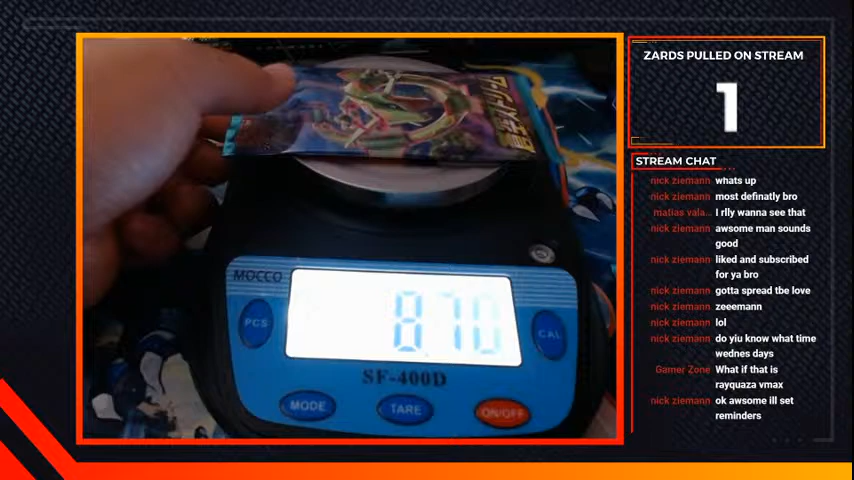 ZARDS PULLED ON STREAM
1
STREAM CHAT
nick ziemann whats up
nick ziemann most definatly bro
matias vala... I rlly wanna see that
nick ziemann awsome man sounds
good
nick ziemann liked and subscribed
for ya bro
nick ziemann gotta spread tbe love
nick ziemann zeeemann
nick ziemann lol
nick ziemann do yiu know what time
wednes days
Gamer Zone What if that is
rayquaza vmax
nick ziemann ok awsome ill set
reminders
MOCCO
PCS
CAL
SF-400D
MODE
TARE
ON/OFF